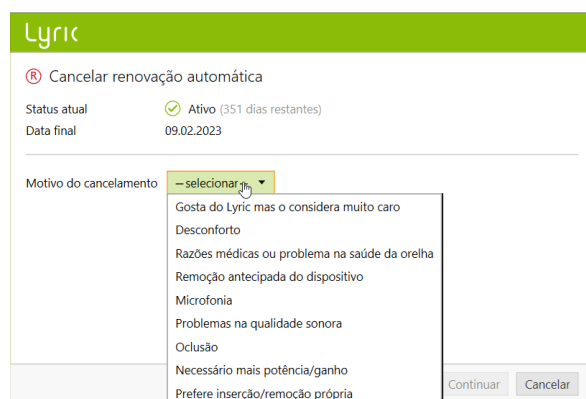 Lyric
R Cancelar renovação automática
Status atual Ativo (351 dias restantes)
Data final 09.02.2023
Motivo do cancelamento – selecionar –
Gosta do Lyric mas o considera muito caro
Desconforto
Razões médicas ou problema na saúde da orelha
Remoção antecipada do dispositivo
Microfonia
Problemas na qualidade sonora
Oclusão
Necessário mais potência/ganho
Prefere inserção/remoção própria
Continuar Cancelar